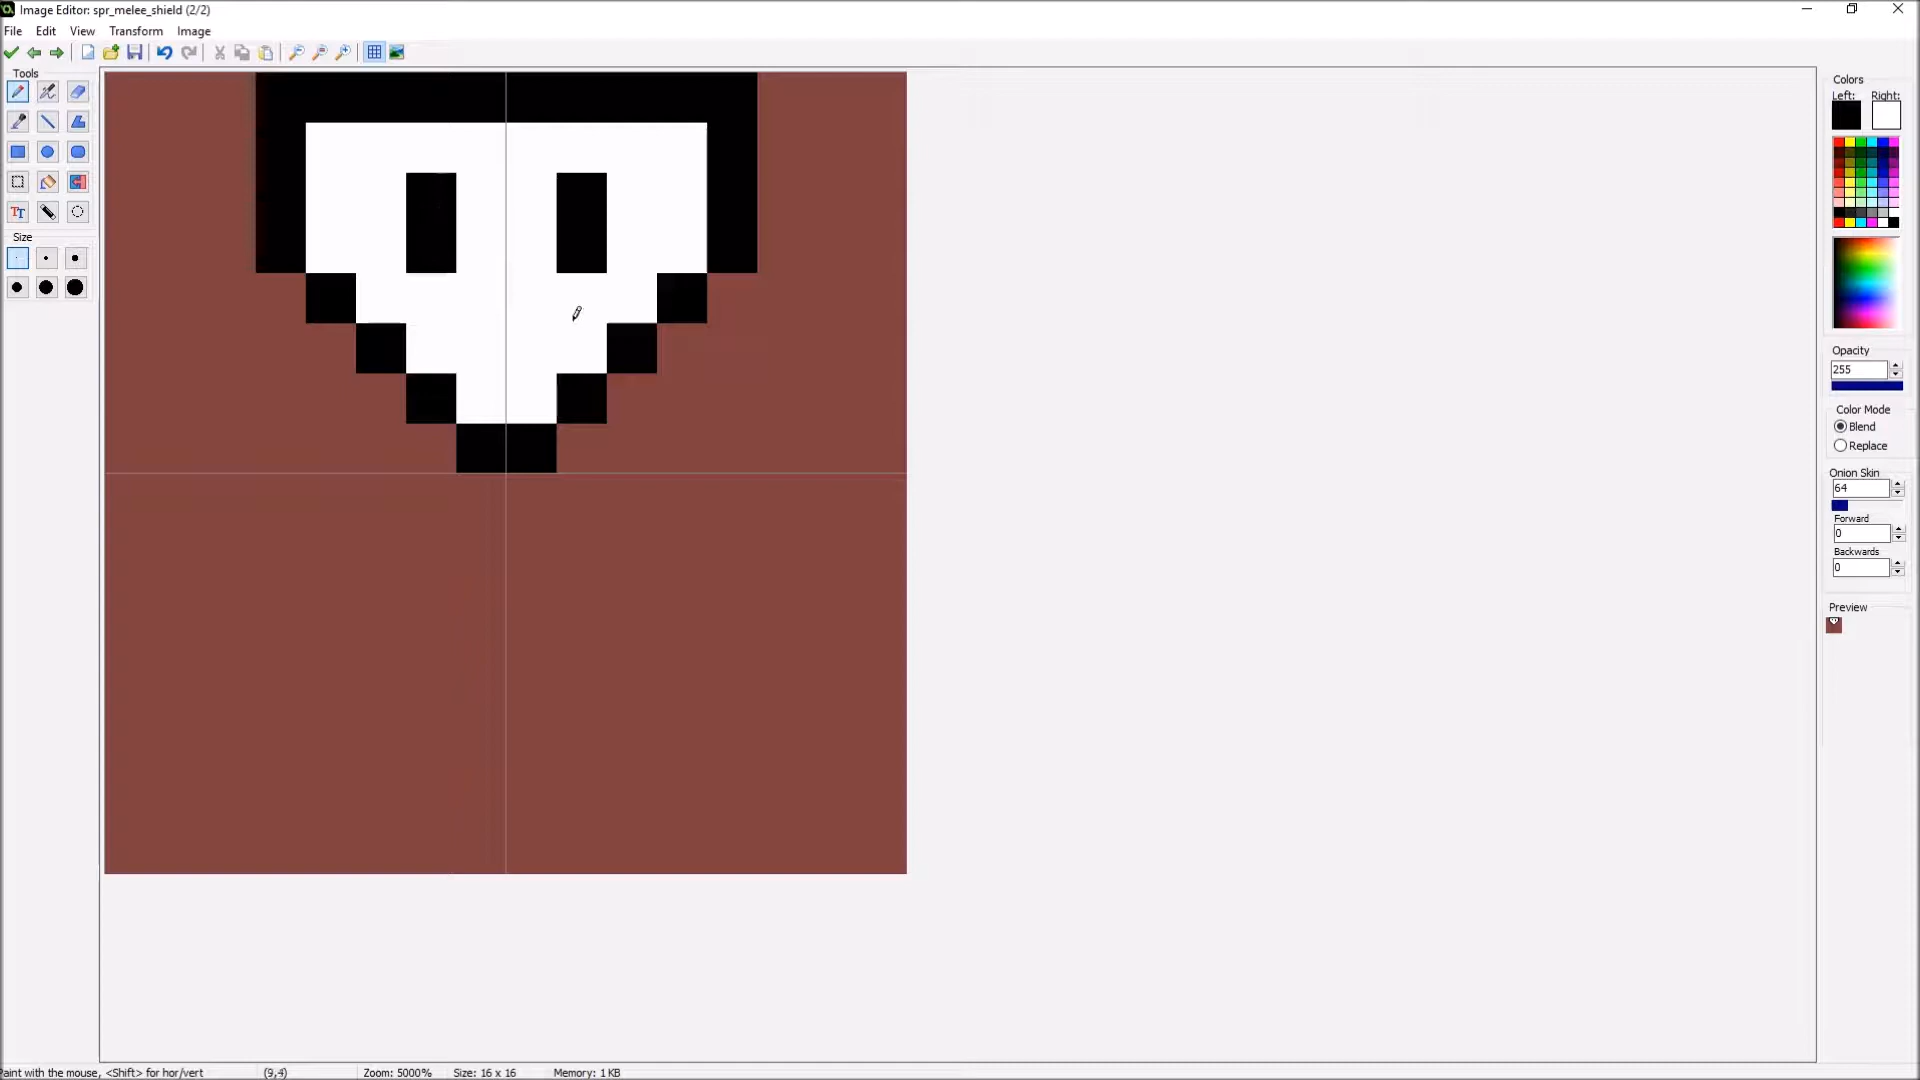 Image Editor: spr_melee_shield (2/2)
File Edit View Transform Image
Tools
TT
Size
Colors
Left: Right:
Opacity
255
Color Mode
Blend
Replace
Onion Skin
64
Forward
0
Backwards
0
Preview
Paint with the mouse, <Shift> for hor/vert (9,4) Zoom: 5000% Size: 16 x 16 Memory: 1 KB